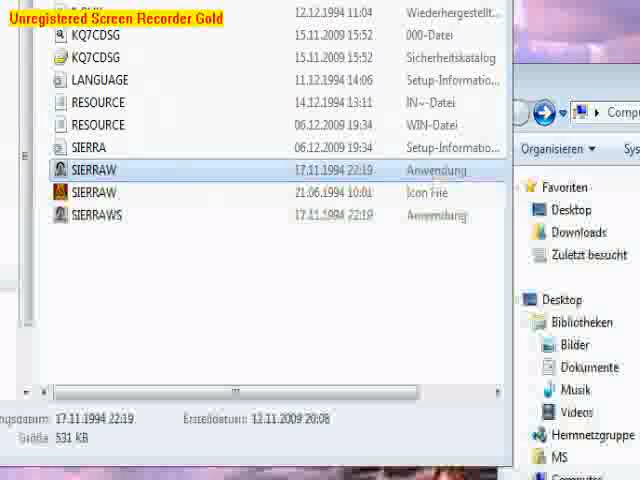 Unregistered Screen Recorder Gold
12.12.1994 11:04 Wiederhergestellt...
KQ7CDSG 15.11.2009 15:52 000-Datei
KQ7CDSG 15.11.2009 15:52 Sicherheitskatalog
LANGUAGE 11.12.1994 14:06 Setup-Informatio...
RESOURCE 14.12.1994 13:11 IN~-Datei
RESOURCE 06.12.2009 19:34 WIN-Datei
SIERRA 06.12.2009 19:34 Setup-Informatio...
SIERRAW 17.11.1994 22:19 Anwendung
SIERRAW 21.06.1994 10:01 Icon File
SIERRAWS 17.11.1994 22:19 Anwendung
ngsdatum: 17.11.1994 22:19 Erstelldatum: 12.11.2009 20:08
Größe: 531 KB
Compu
Organisieren Sys
Favoriten
Desktop
Downloads
Zuletzt besucht
Desktop
Bibliotheken
Bilder
Dokumente
Musik
Videos
Heimnetzgruppe
MS
Computer